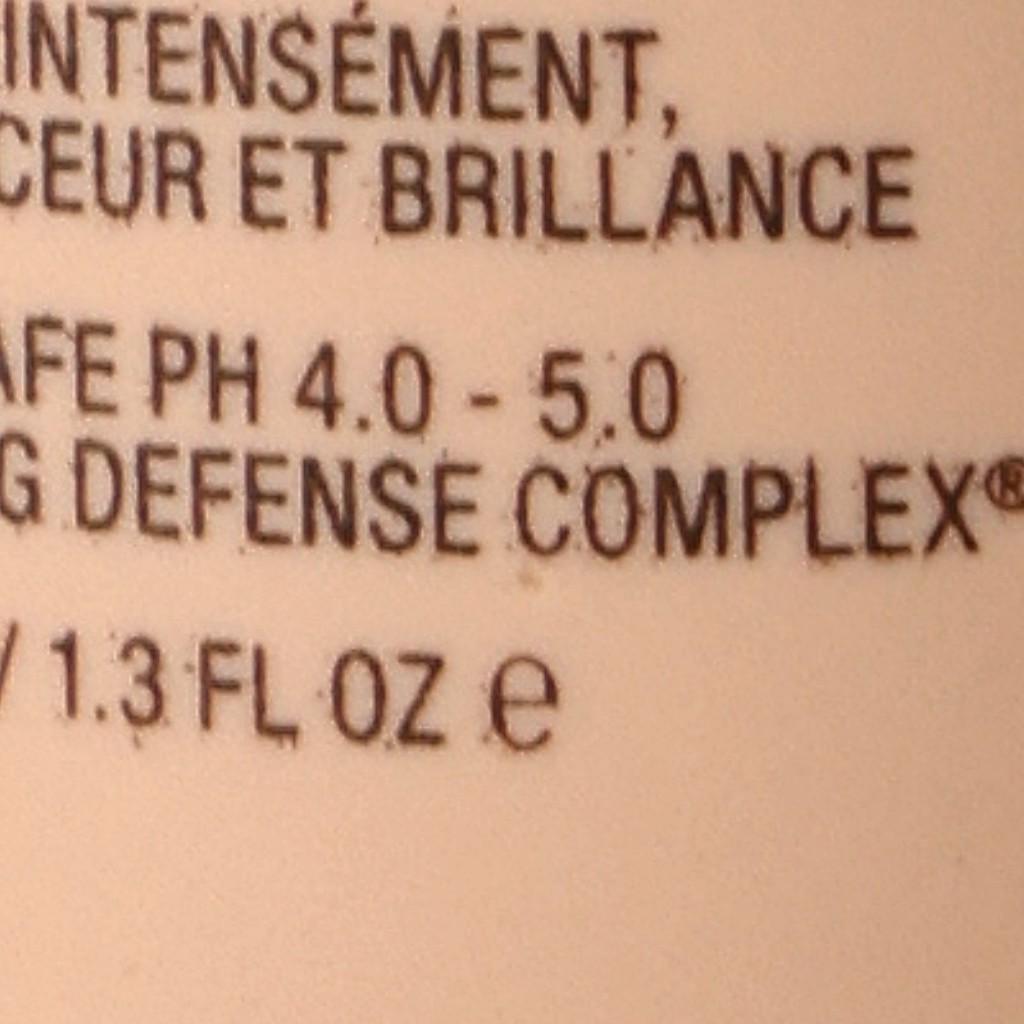 INTENSÉMENT,
CEUR ET BRILLANCE
AFE PH 4.0 - 5.0
G DEFENSE COMPLEX®
/ 1.3 FL OZ e